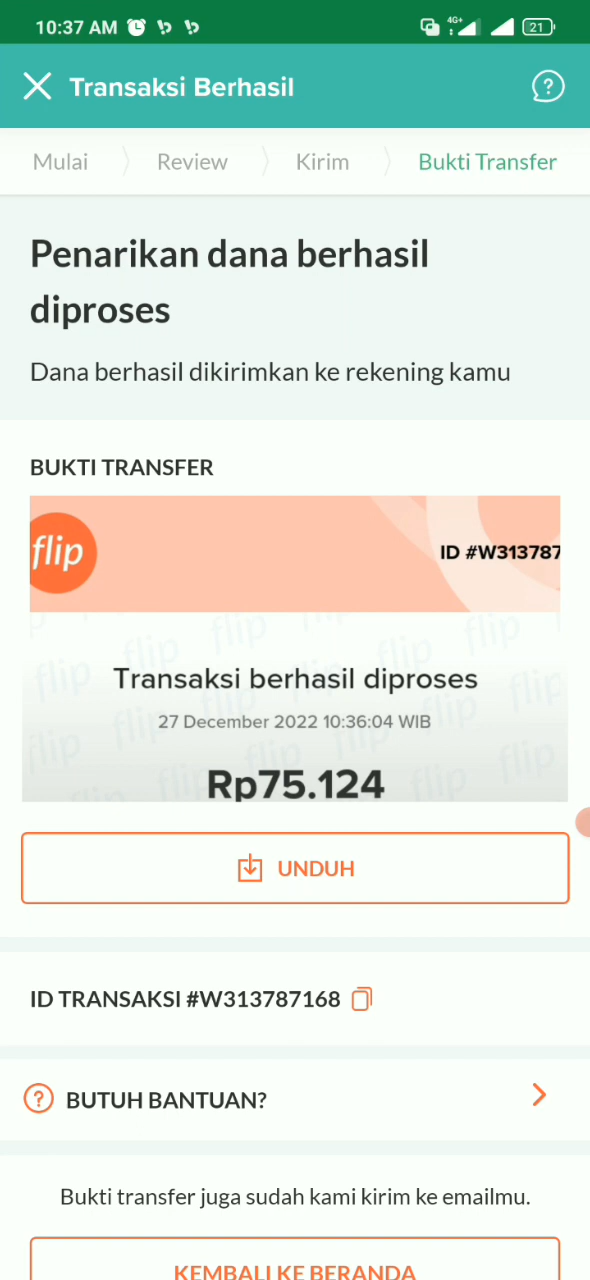 10:37 AM 4G+ 21
Transaksi Berhasil
Mulai Review Kirim Bukti Transfer
Penarikan dana berhasil
diproses
Dana berhasil dikirimkan ke rekening kamu
BUKTI TRANSFER
flip ID #W313787
Transaksi berhasil diproses
27 December 2022 10:36:04 WIB
Rp75.124
UNDUH
ID TRANSAKSI #W313787168
BUTUH BANTUAN?
Bukti transfer juga sudah kami kirim ke emailmu.
KEMBALI KE BERANDA